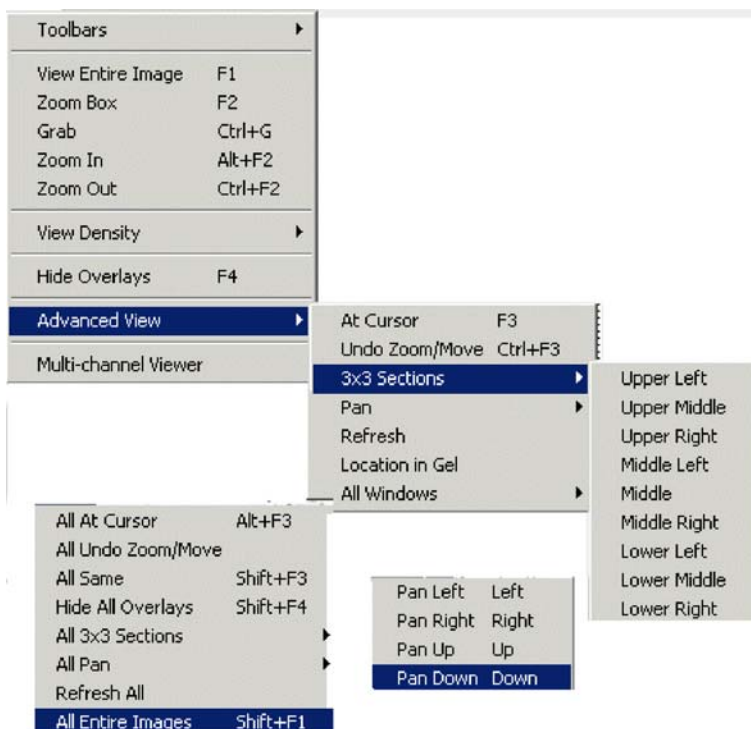 Toolbars
View Entire Image F1
Zoom Box F2
Grab Ctrl+G
Zoom In Alt+F2
Zoom Out Ctrl+F2
View Density
Hide Overlays F4
Advanced View
Multi-channel Viewer
At Cursor F3
Undo Zoom/Move Ctrl+F3
3x3 Sections
Pan
Refresh
Location in Gel
All Windows
Upper Left
Upper Middle
Upper Right
Middle Left
Middle
Middle Right
Lower Left
Lower Middle
Lower Right
All At Cursor Alt+F3
All Undo Zoom/Move
All Same Shift+F3
Hide All Overlays Shift+F4
All 3x3 Sections
All Pan
Refresh All
All Entire Images Shift+F1
Pan Left Left
Pan Right Right
Pan Up Up
Pan Down Down